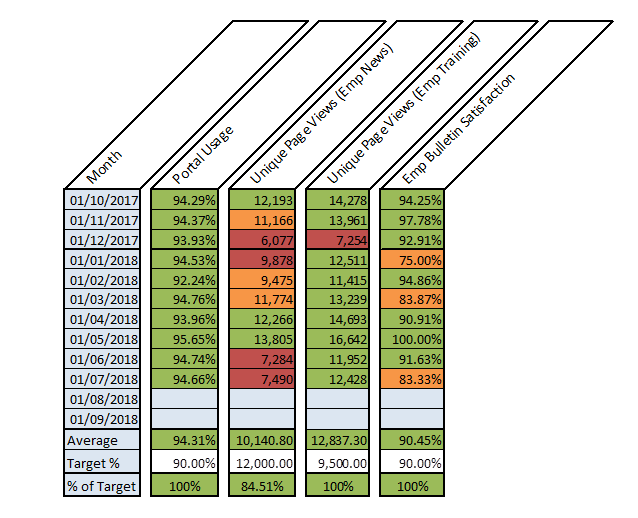 Month Portal Usage Unique Page Views (Emp News) Unique Page Views (Emp Training) Emp Bulletin Satisfaction
01/10/2017 94.29% 12,193 14,278 94.25%
01/11/2017 94.37% 11,166 13,961 97.78%
01/12/2017 93.93% 6,077 7,254 92.91%
01/01/2018 94.53% 9,878 12,511 75.00%
01/02/2018 92.24% 9,475 11,415 94.86%
01/03/2018 94.76% 11,774 13,239 83.87%
01/04/2018 93.96% 12,266 14,693 90.91%
01/05/2018 95.65% 13,805 16,642 100.00%
01/06/2018 94.74% 7,284 11,952 91.63%
01/07/2018 94.66% 7,490 12,428 83.33%
01/08/2018
01/09/2018
Average 94.31% 10,140.80 12,837.30 90.45%
Target % 90.00% 12,000.00 9,500.00 90.00%
% of Target 100% 84.51% 100% 100%